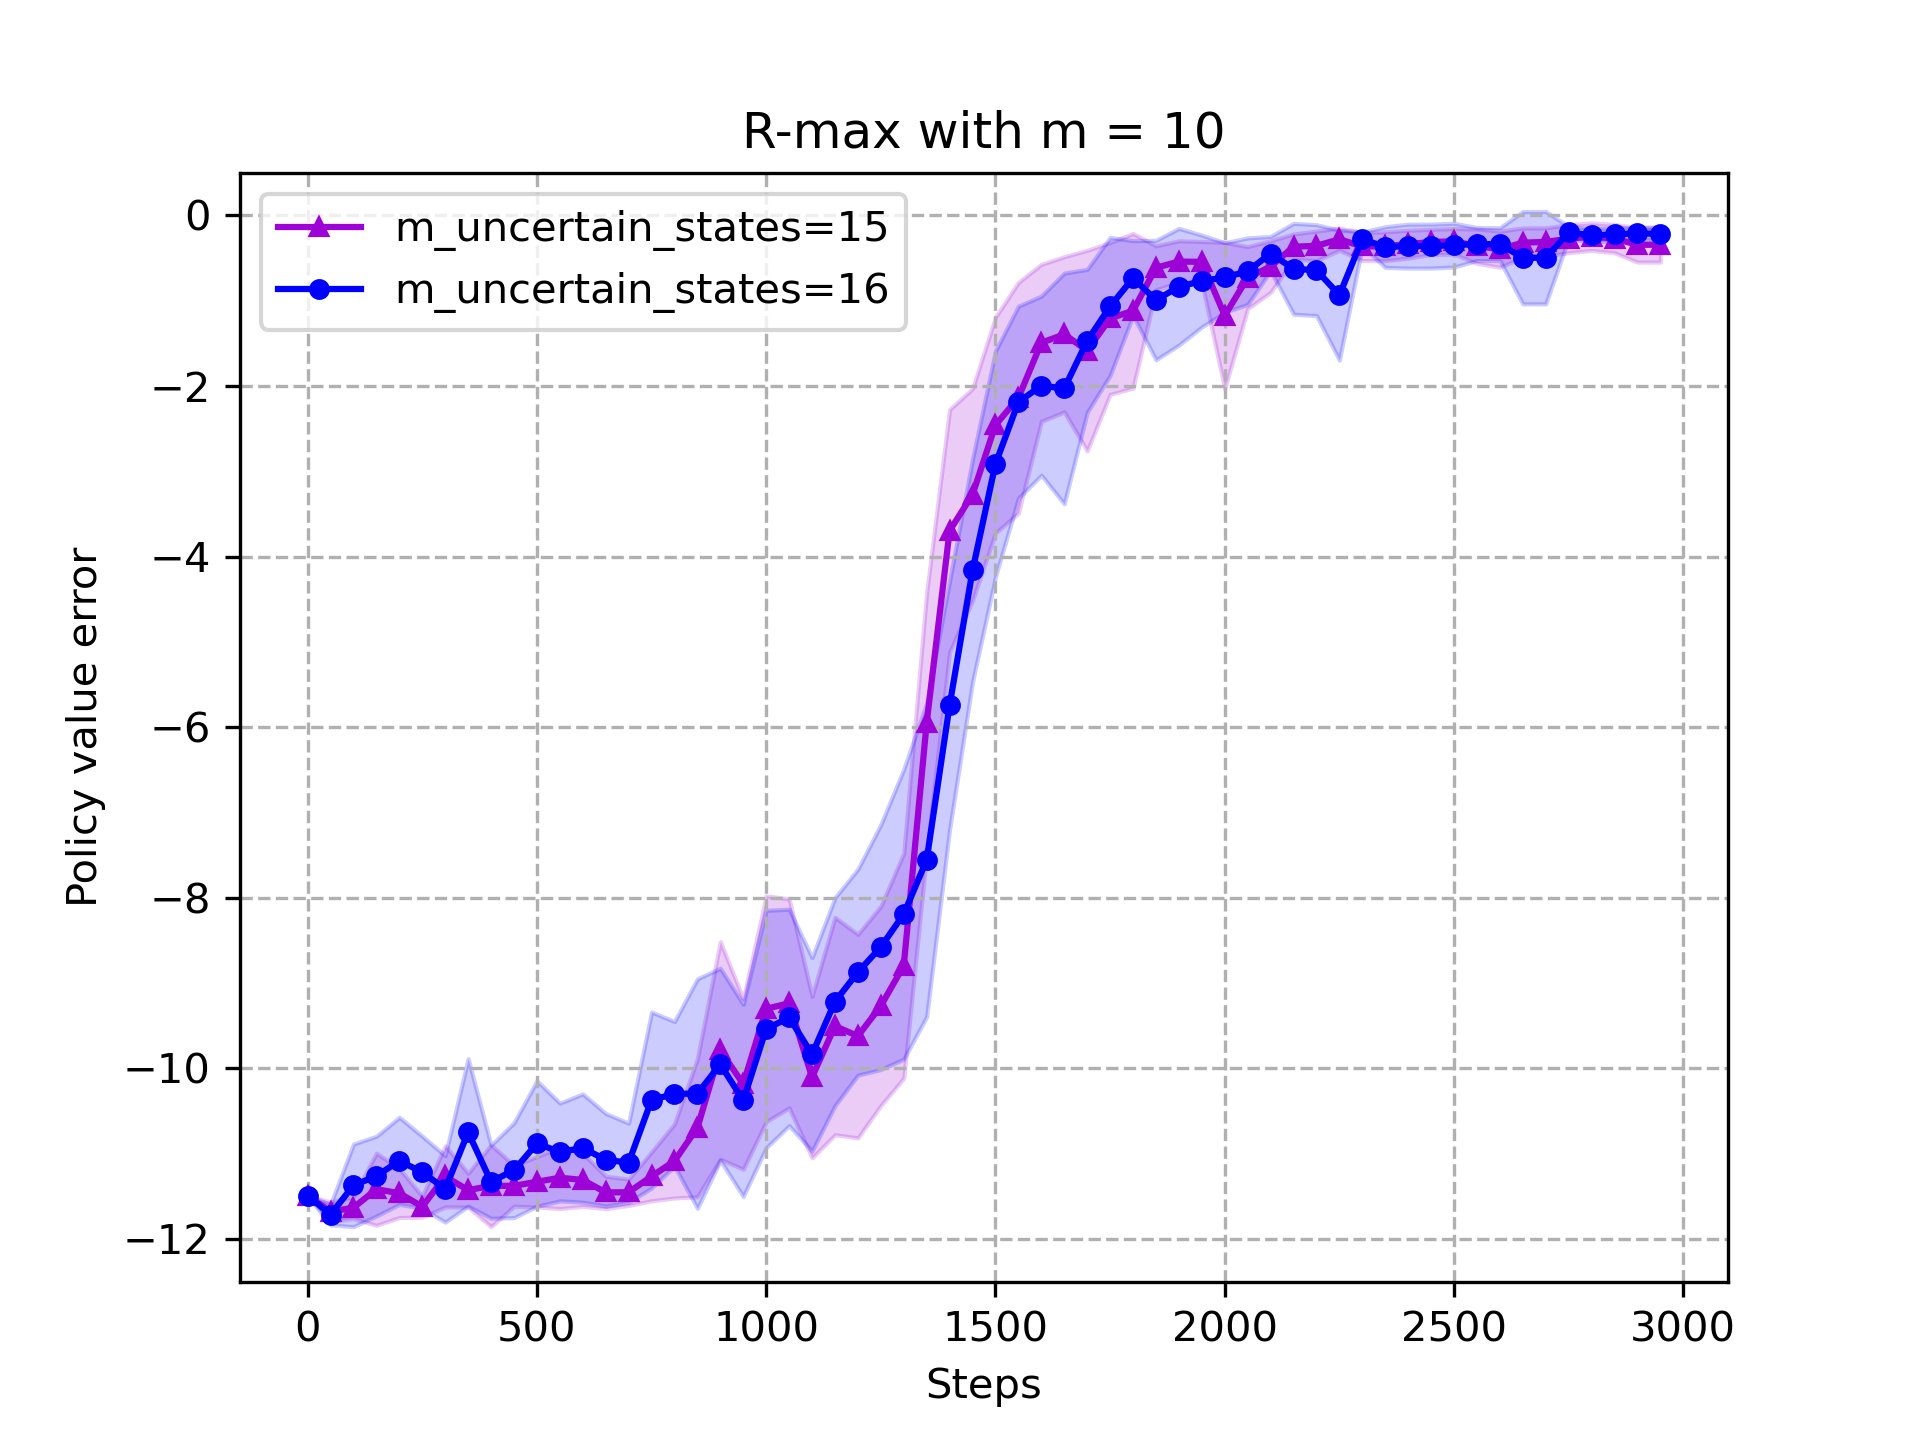 R-max with m = 10
m_uncertain_states=15
m_uncertain_states=16
Policy value error
0
−2
−4
−6
−8
−10
−12
0 500 1000 1500 2000 2500 3000
Steps